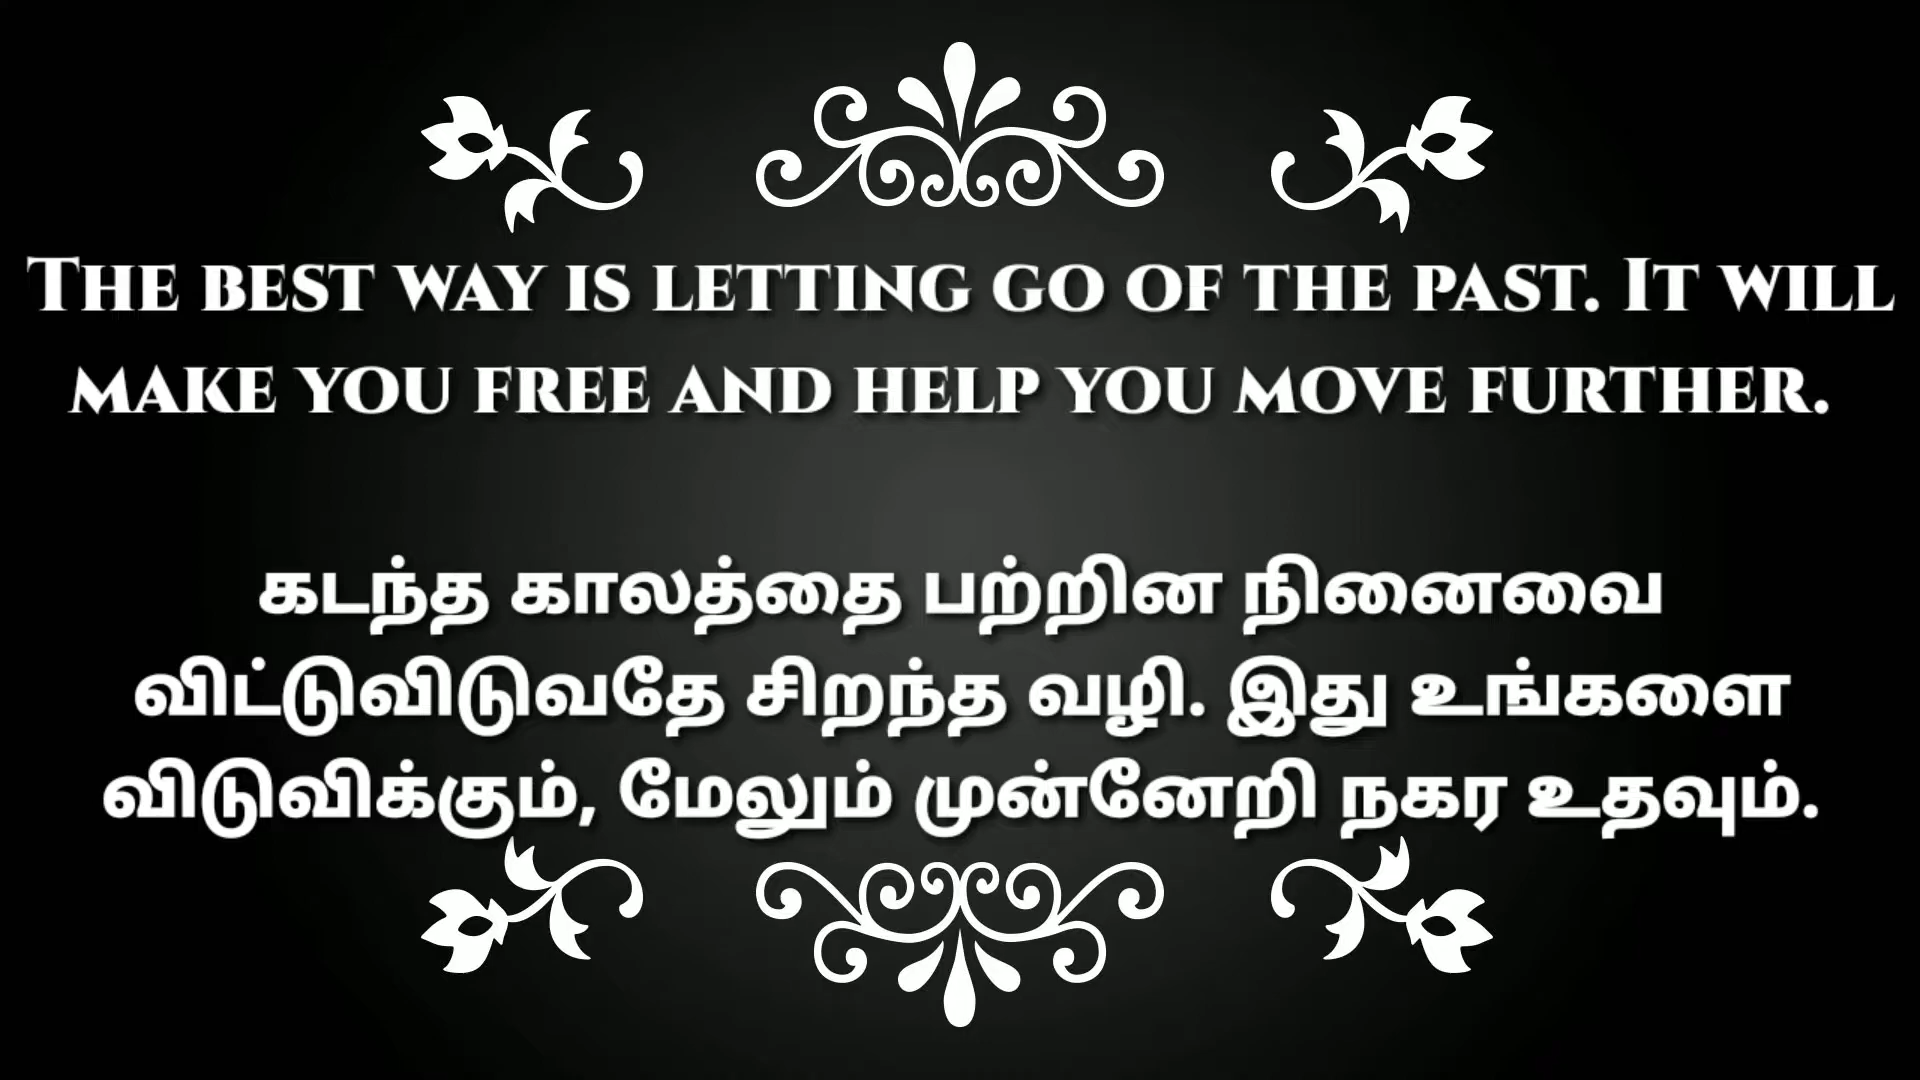 The best way is letting go of the past. It will
make you free and help you move further.
கடந்த காலத்தை பற்றின நினைவை
விட்டுவிடுவதே சிறந்த வழி. இது உங்களை
விடுவிக்கும், மேலும் முன்னேறி நகர உதவும்.